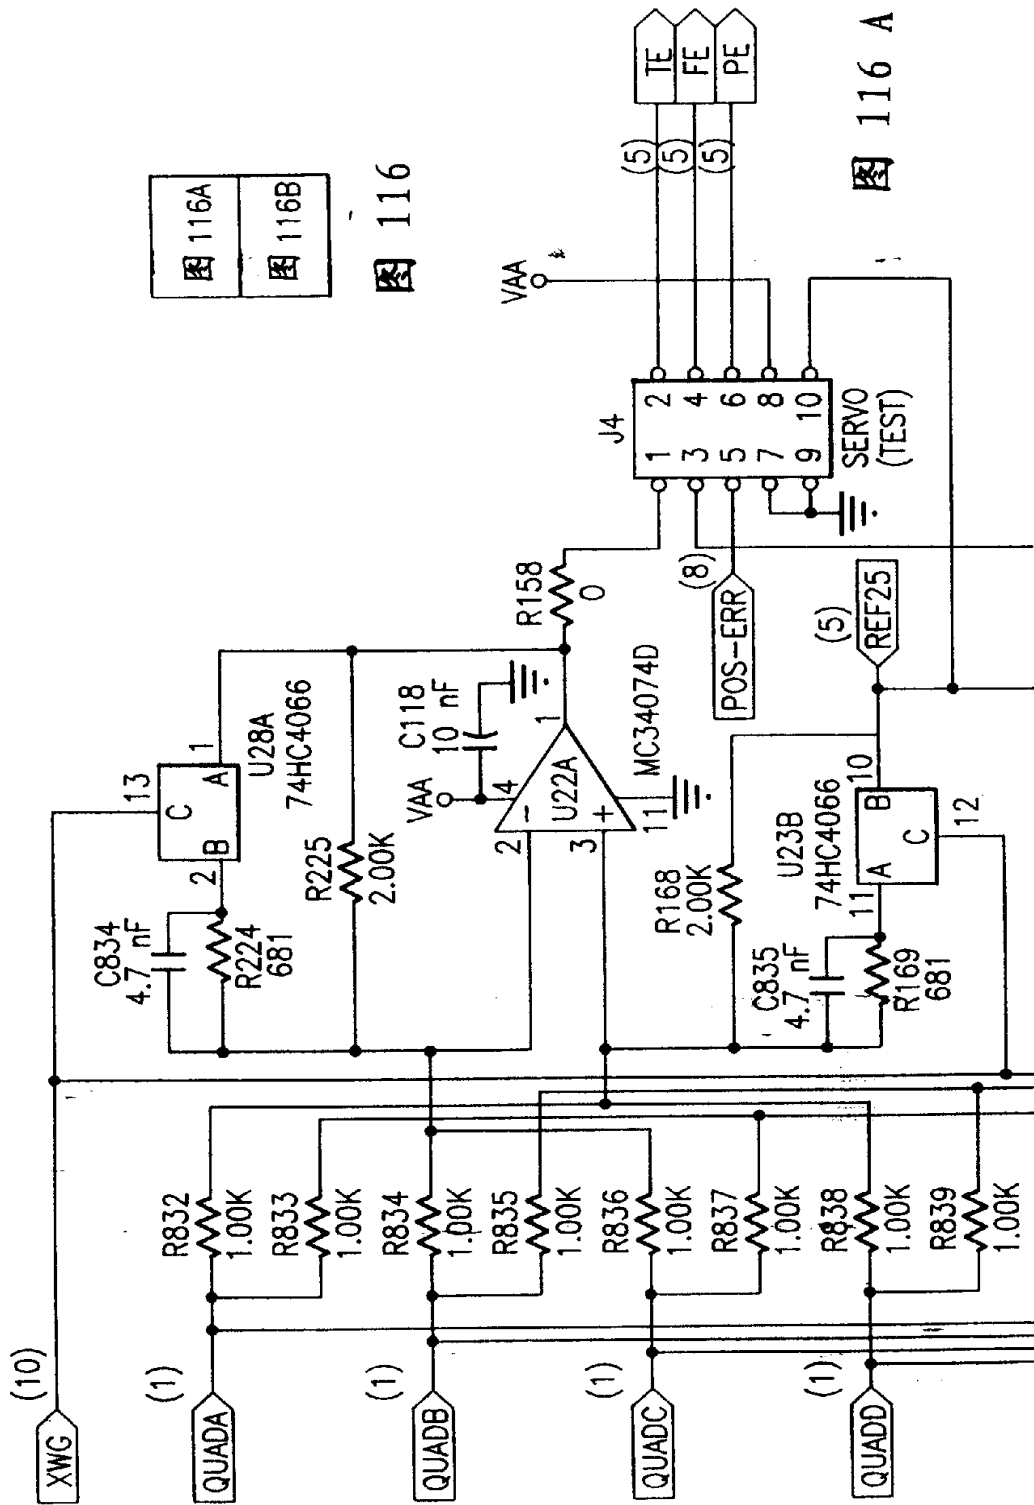 XWG
(10)
QUADA
(1)
QUADB
(1)
QUADC
(1)
QUADD
(1)
R832
1.00K
R833
1.00K
R834
1.00K
R835
1.00K
R836
1.00K
R837
1.00K
R838
1.00K
R839
1.00K
C834
4.7 nF
R224
681
2
B
C
A
13
1
U28A
74HC4066
R225
2.00K
VAA
C118
10 nF
4
2
-
3
+
U22A
1
11
MC34074D
R158
0
R168
2.00K
C835
4.7 nF
R169
681
U23B
74HC4066
11
A
B
C
10
12
REF25
(5)
POS-ERR
(8)
J4
1 2
3 4
5 6
7 8
9 10
SERVO
(TEST)
VAA
(5)
TE
(5)
FE
(5)
PE
图 116A
图 116B
图 116
图 116 A